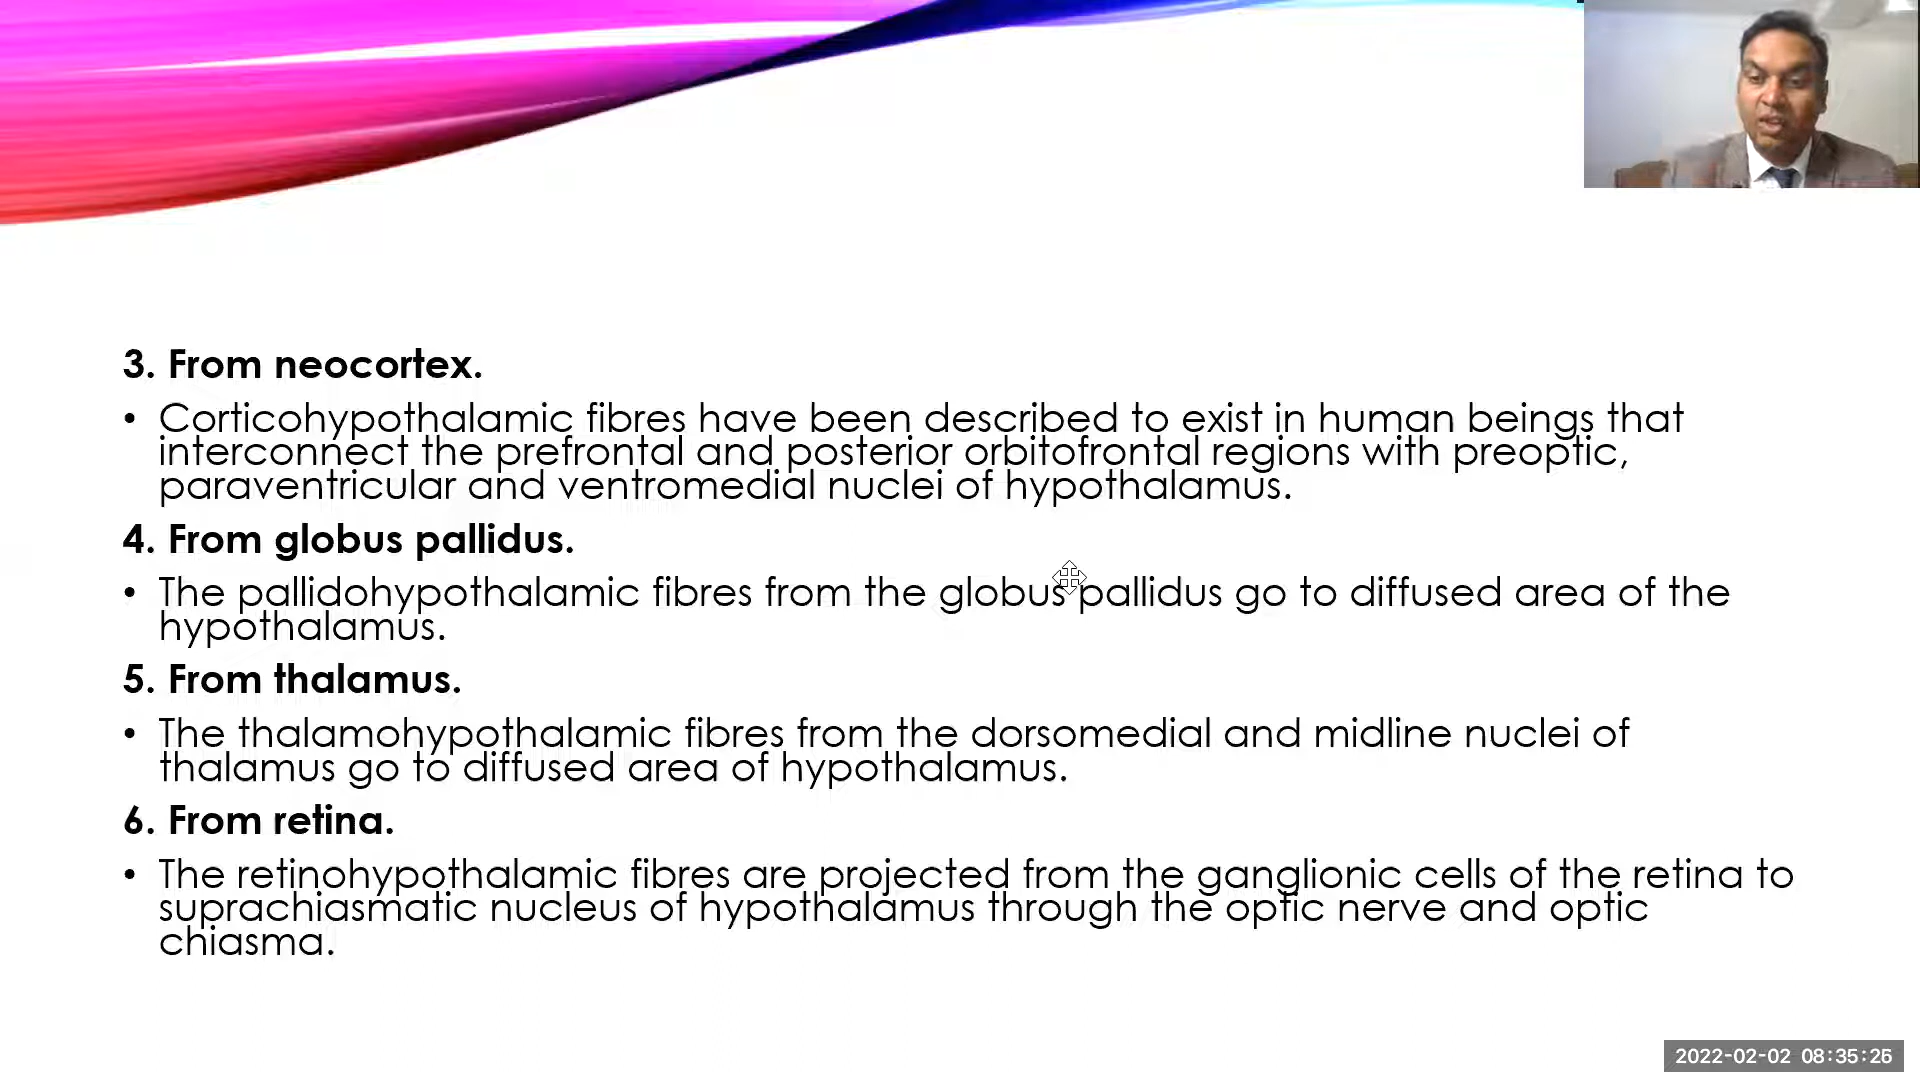 3. From neocortex.
• Corticohypothalamic fibres have been described to exist in human beings that
interconnect the prefrontal and posterior orbitofrontal regions with preoptic,
paraventricular and ventromedial nuclei of hypothalamus.
4. From globus pallidus.
• The pallidohypothalamic fibres from the globus pallidus go to diffused area of the
hypothalamus.
5. From thalamus.
• The thalamohypothalamic fibres from the dorsomedial and midline nuclei of
thalamus go to diffused area of hypothalamus.
6. From retina.
• The retinohypothalamic fibres are projected from the ganglionic cells of the retina to
suprachiasmatic nucleus of hypothalamus through the optic nerve and optic
chiasma.
2022-02-02 08:35:26